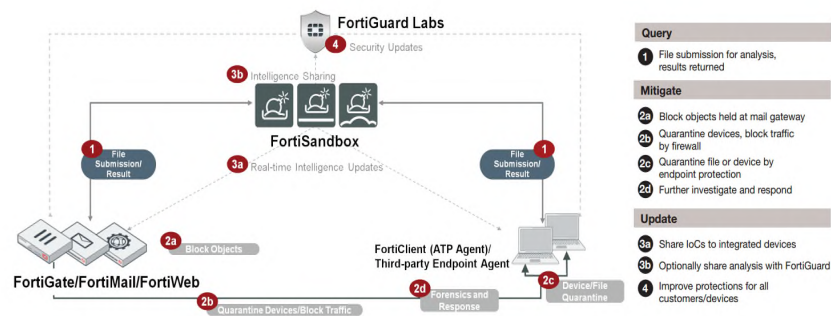 FortiGuard Labs
4 Security Updates
3b Intelligence Sharing
FortiSandbox
1
File
Submission/
Result
1
File
Submission/
Result
3a Real-time Intelligence Updates
2a Block Objects
FortiGate/FortiMail/FortiWeb
FortiClient (ATP Agent)/
Third-party Endpoint Agent
2c Device/File
Quarantine
2d Forensics and
Response
2b Quarantine Devices/Block Traffic
Query
1 File submission for analysis,
results returned
Mitigate
2a Block objects held at mail gateway
2b Quarantine devices, block traffic
by firewall
2c Quarantine file or device by
endpoint protection
2d Further investigate and respond
Update
3a Share IoCs to integrated devices
3b Optionally share analysis with FortiGuard
4 Improve protections for all
customers/devices